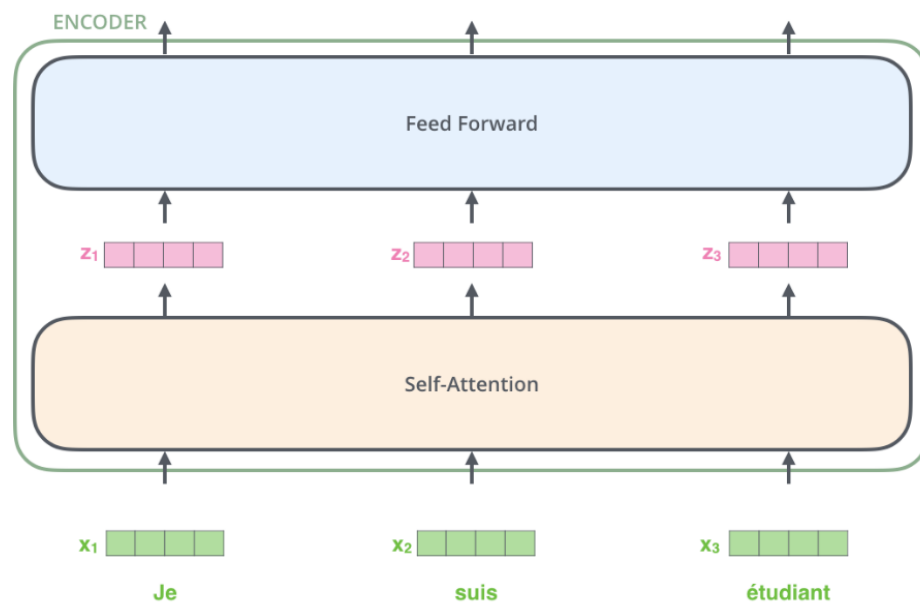 ENCODER
Feed Forward
z₁ z₂ z₃
Self-Attention
x₁ x₂ x₃
Je suis étudiant